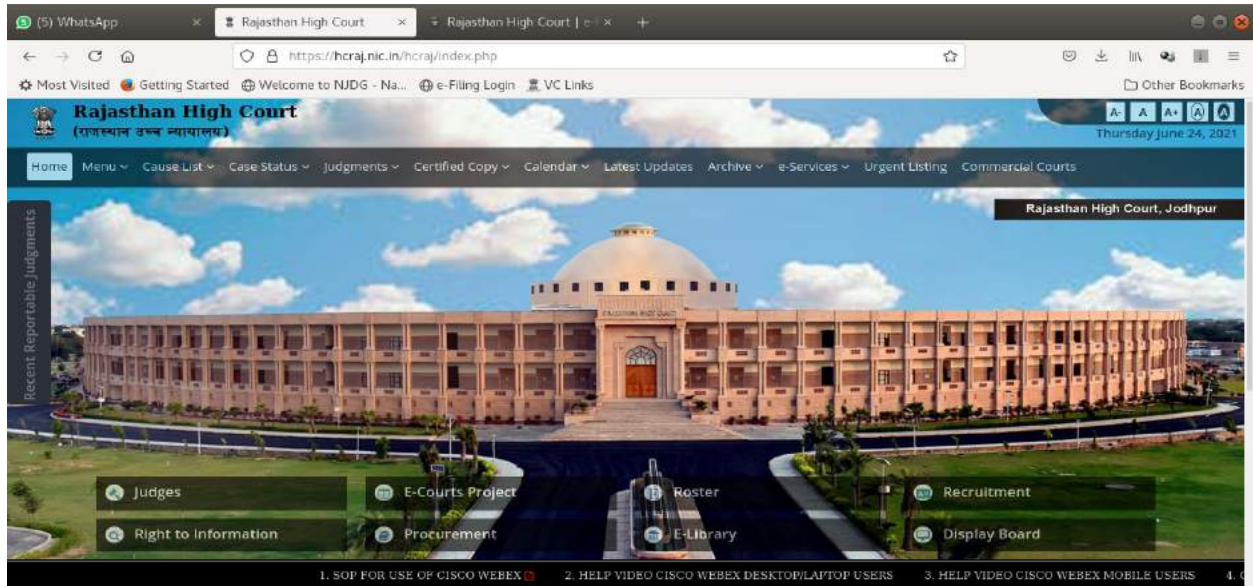 (5) WhatsApp
Rajasthan High Court
Rajasthan High Court | e-
https://hcraj.nic.in/hcraj/index.php
Most Visited Getting Started Welcome to NJDG - Na... e-Filing Login VC Links Other Bookmarks
Rajasthan High Court
(राजस्थान उच्च न्यायालय)
A- A A+ A A
Thursday June 24, 2021
Home Menu Cause List Case Status Judgments Certified Copy Calendar Latest Updates Archive e-Services Urgent Listing Commercial Courts
Rajasthan High Court, Jodhpur
Recent Reportable Judgments
RAJASTHAN HIGH COURT
Judges E-Courts Project Roster Recruitment
Right to Information Procurement E-Library Display Board
1. SOP FOR USE OF CISCO WEBEX 2. HELP VIDEO CISCO WEBEX DESKTOP/LAPTOP USERS 3. HELP VIDEO CISCO WEBEX MOBILE USERS 4.